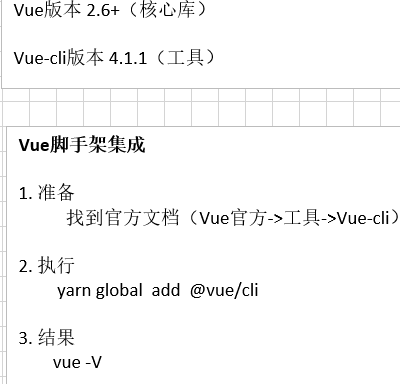 Vue版本 2.6+（核心库）
Vue-cli版本 4.1.1（工具）
Vue脚手架集成
1. 准备
找到官方文档（Vue官方->工具->Vue-cli）
2. 执行
yarn global add @vue/cli
3. 结果
vue -V